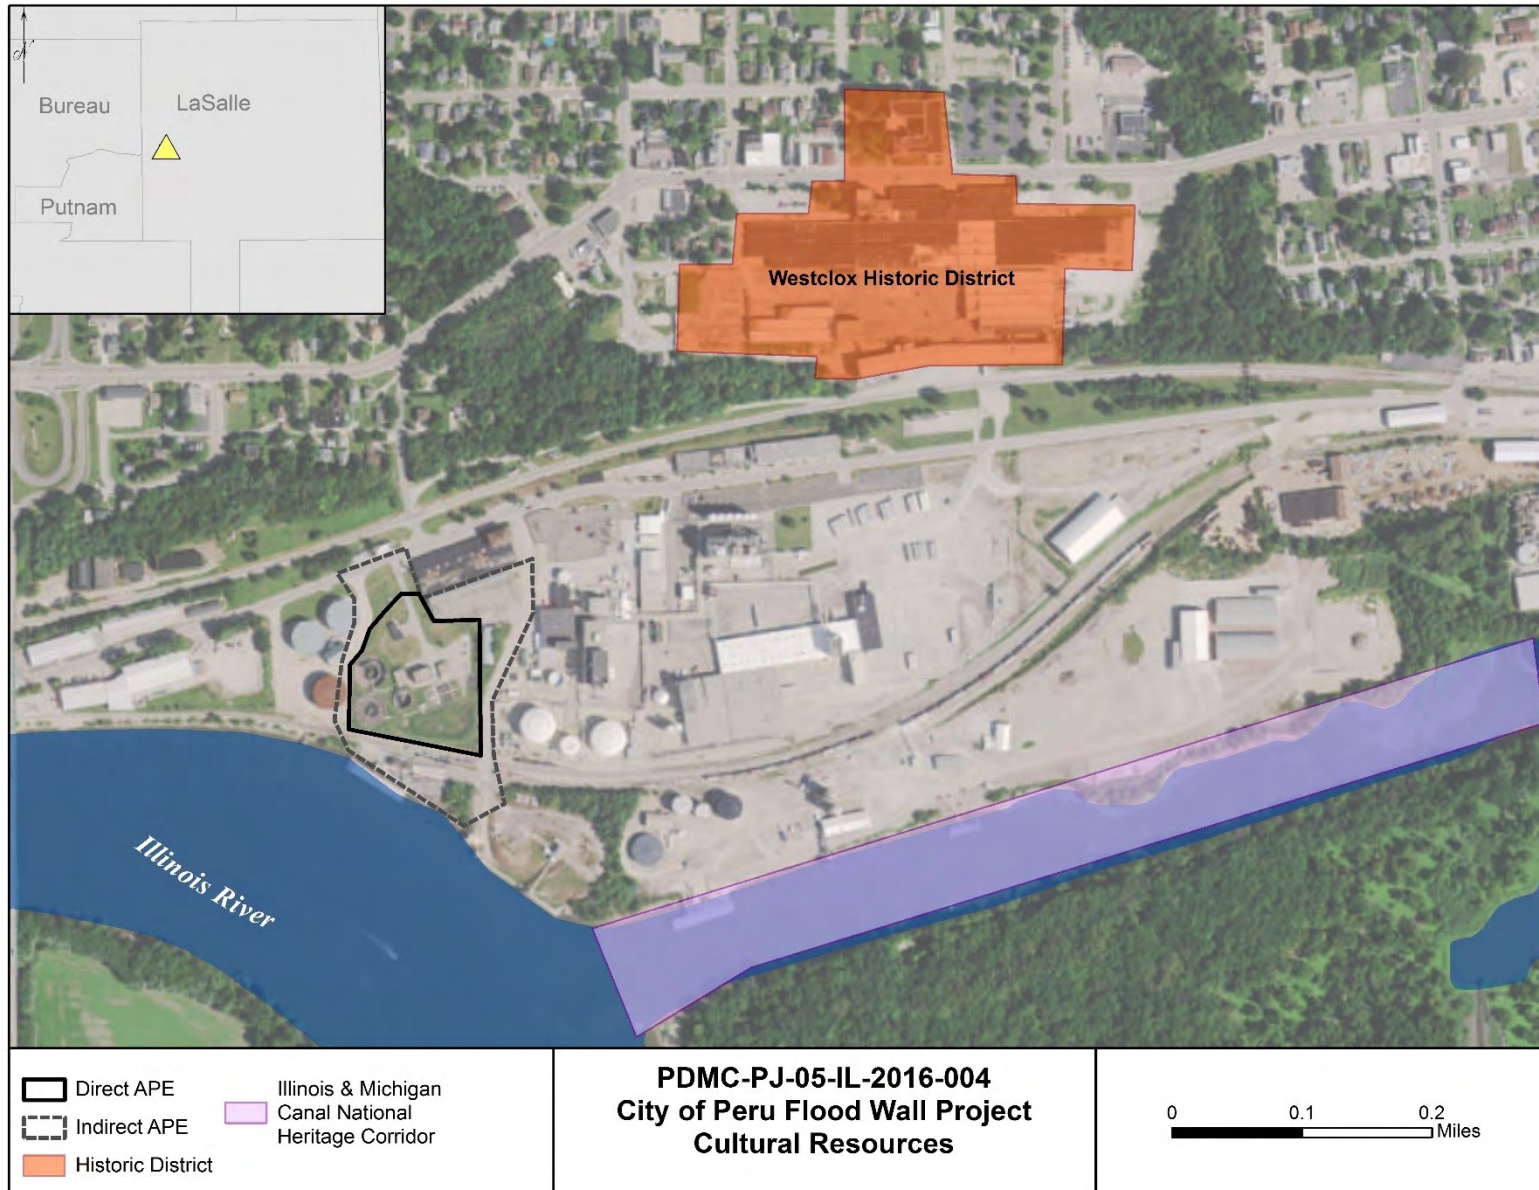 N
Bureau
LaSalle
Putnam
Westclox Historic District
Illinois River
Direct APE
Indirect APE
Historic District
Illinois & Michigan
Canal National
Heritage Corridor
PDMC-PJ-05-IL-2016-004
City of Peru Flood Wall Project
Cultural Resources
0 0.1 0.2
Miles